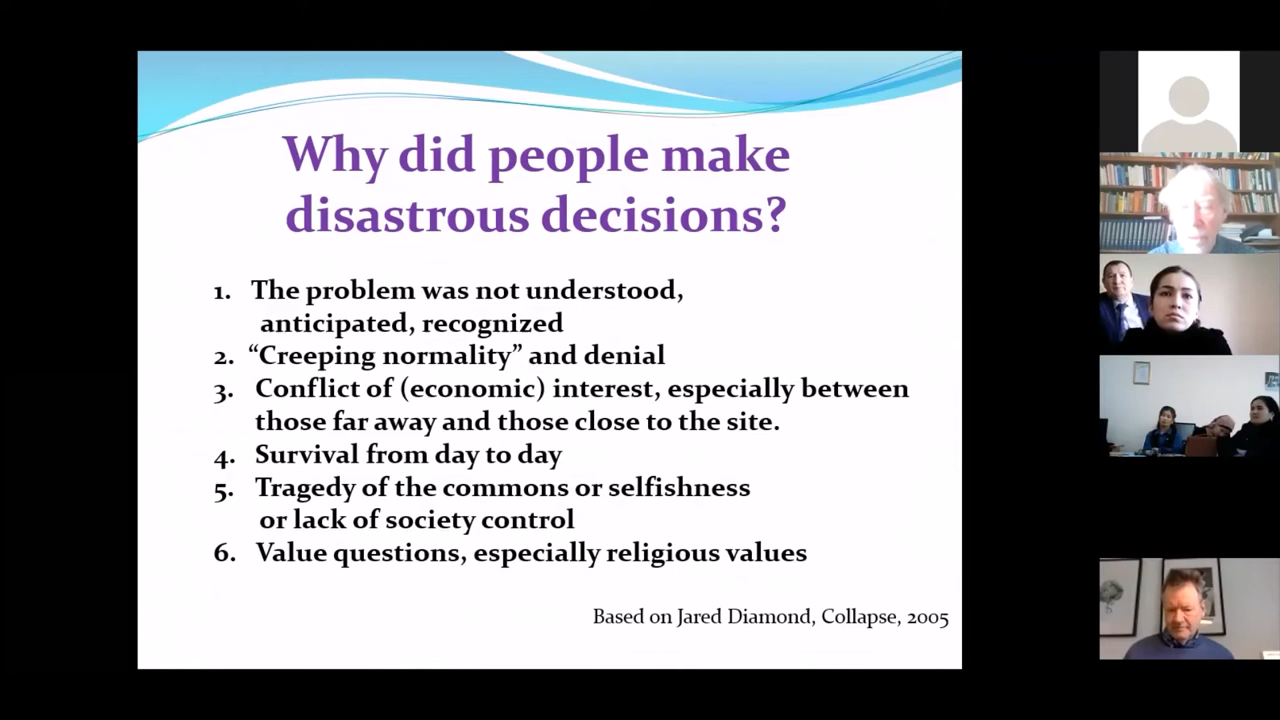 Why did people make
disastrous decisions?
1. The problem was not understood,
anticipated, recognized
2. “Creeping normality” and denial
3. Conflict of (economic) interest, especially between
those far away and those close to the site.
4. Survival from day to day
5. Tragedy of the commons or selfishness
or lack of society control
6. Value questions, especially religious values
Based on Jared Diamond, Collapse, 2005